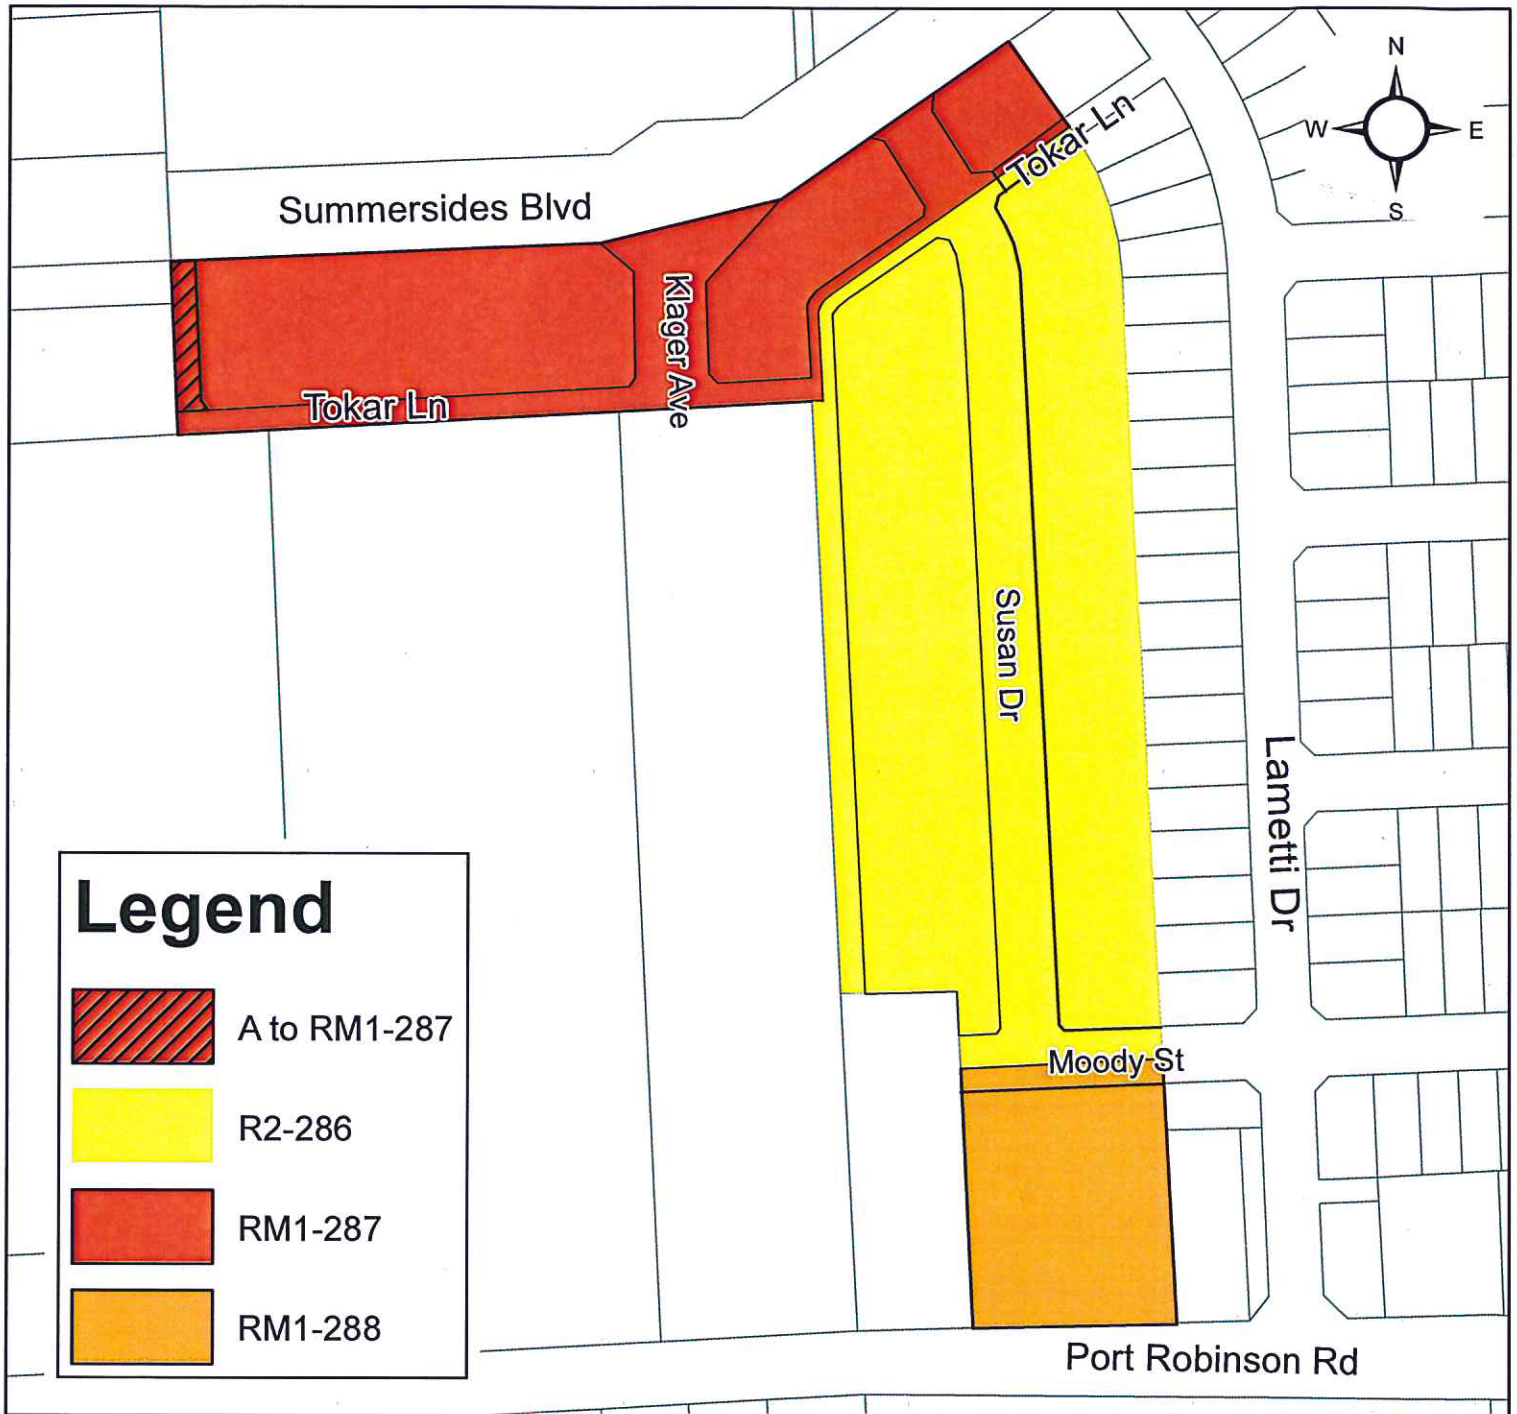 N
W
E
S
Tokar Ln
Summersides Blvd
Klager Ave
Tokar Ln
Susan Dr
Lametti Dr
Moody St
Port Robinson Rd
Legend
A to RM1-287
R2-286
RM1-287
RM1-288